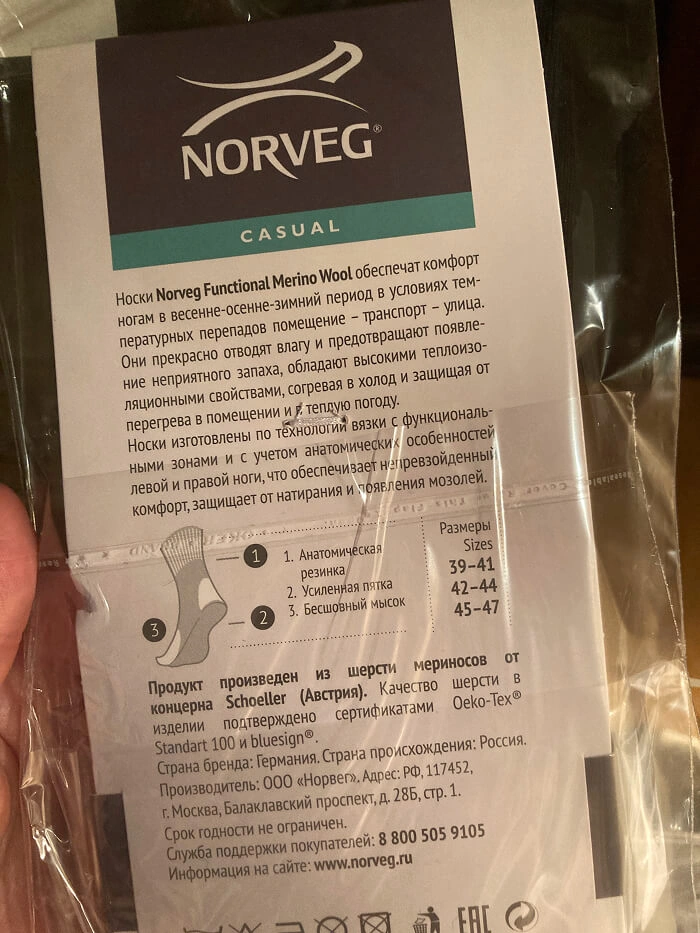 NORVEG®
CASUAL
Носки Norveg Functional Merino Wool обеспечат комфорт
ногам в весенне-осенне-зимний период в условиях тем-
пературных перепадов помещение – транспорт – улица.
Они прекрасно отводят влагу и предотвращают появле-
ние неприятного запаха, обладают высокими теплоизо-
ляционными свойствами, согревая в холод и защищая от
перегрева в помещении и в теплую погоду.
Носки изготовлены по технологии вязки с функциональ-
ными зонами и с учетом анатомических особенностей
левой и правой ноги, что обеспечивает непревзойденный
комфорт, защищает от натирания и появления мозолей.
1
2
3
1. Анатомическая
резинка
2. Усиленная пятка
3. Бесшовный мысок
Размеры
Sizes
39–41
42–44
45–47
Продукт произведен из шерсти мериносов от
концерна Schoeller (Австрия). Качество шерсти в
изделии подтверждено сертификатами Oeko-Tex®
Standart 100 и bluesign®.
Страна бренда: Германия. Страна происхождения: Россия.
Производитель: ООО «Норвег». Адрес: РФ, 117452,
г. Москва, Балаклавский проспект, д. 28Б, стр. 1.
Срок годности не ограничен.
Служба поддержки покупателей: 8 800 505 9105
Информация на сайте: www.norveg.ru
EAC